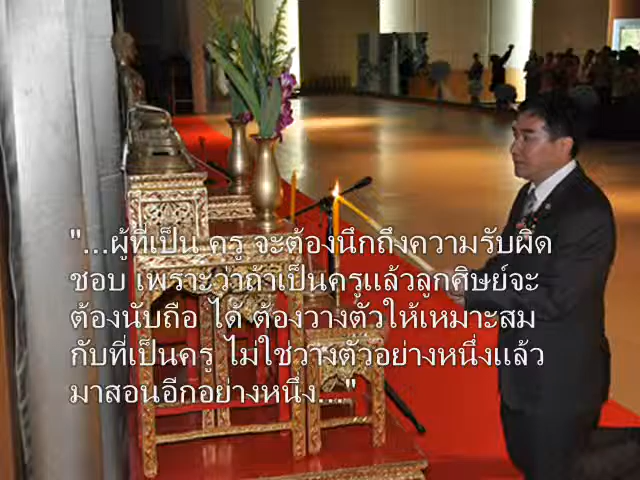 "...ผู้ที่เป็น ครู จะต้องนึกถึงความรับผิด
ชอบ เพราะว่าถ้าเป็นครูแล้วลูกศิษย์จะ
ต้องนับถือ ได้ ต้องวางตัวให้เหมาะสม
กับที่เป็นครู ไม่ใช่วางตัวอย่างหนึ่งแล้ว
มาสอนอีกอย่างหนึ่ง..."